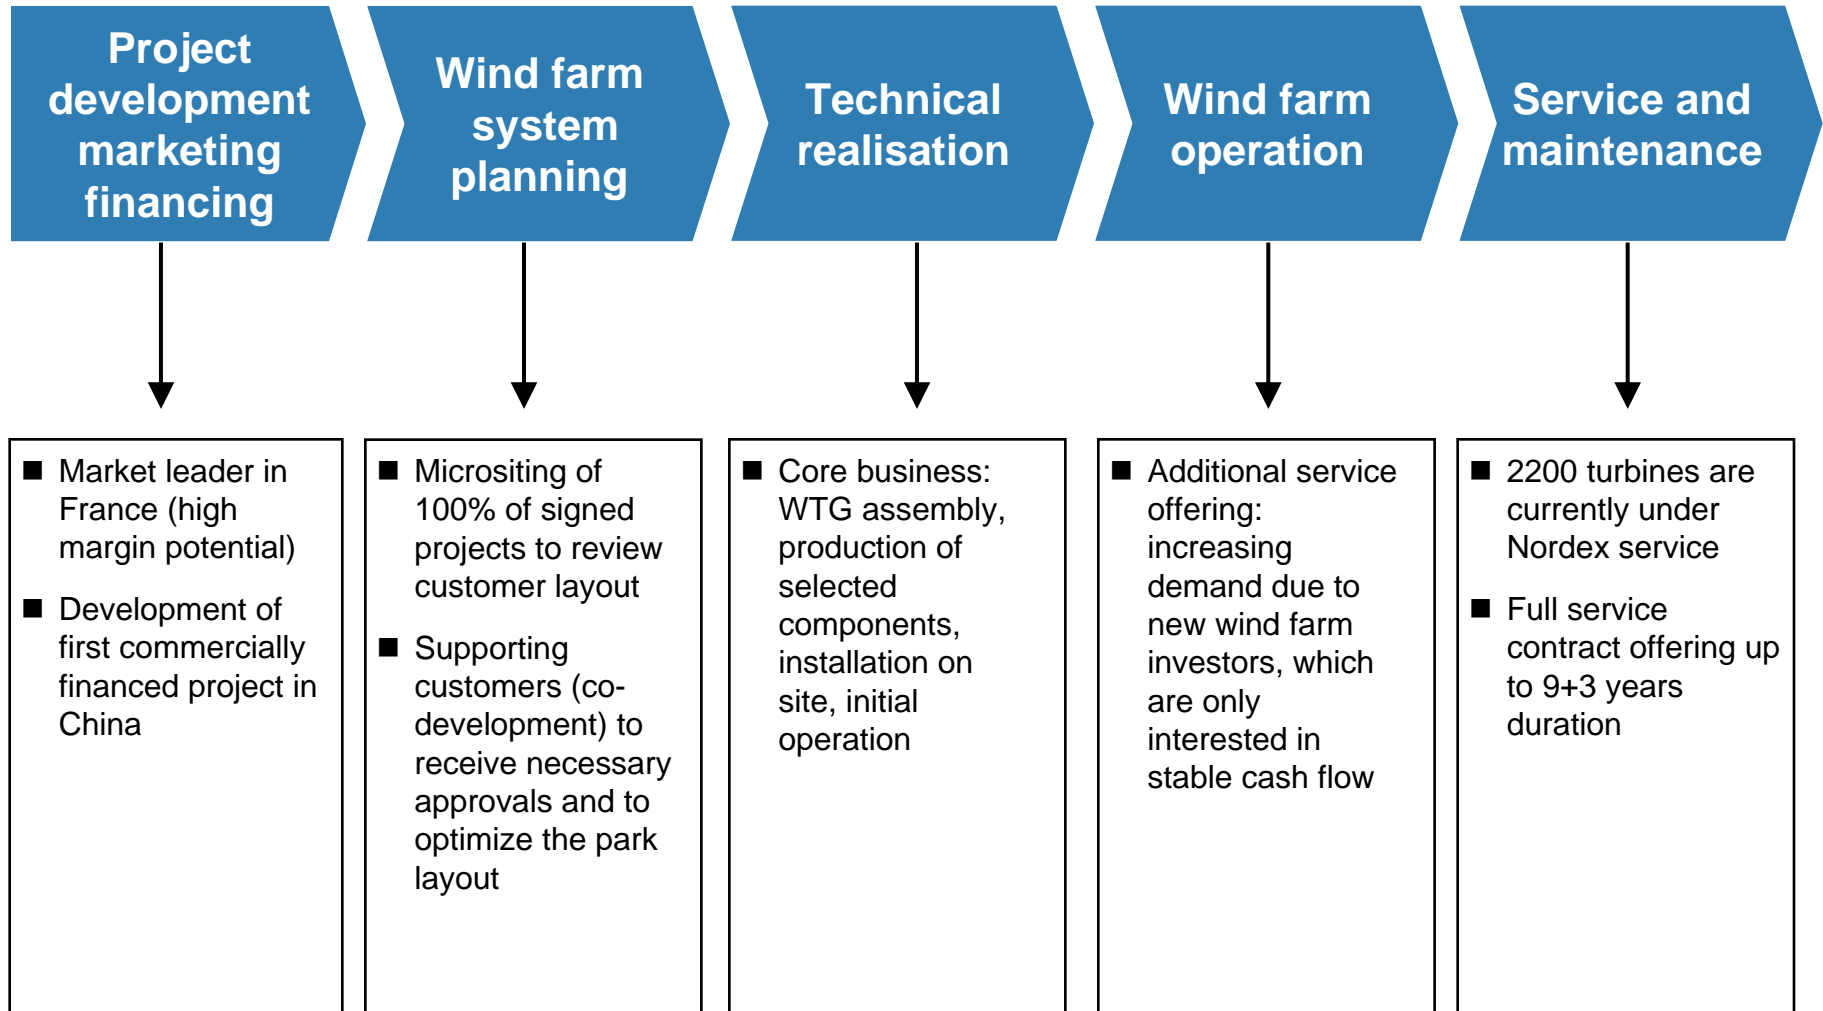 Project
development
marketing
financing
Wind farm
system
planning
Technical
realisation
Wind farm
operation
Service and
maintenance
■ Market leader in
France (high
margin potential)
■ Development of
first commercially
financed project in
China
■ Micrositing of
100% of signed
projects to review
customer layout
■ Supporting
customers (co-
development) to
receive necessary
approvals and to
optimize the park
layout
■ Core business:
WTG assembly,
production of
selected
components,
installation on
site, initial
operation
■ Additional service
offering:
increasing
demand due to
new wind farm
investors, which
are only
interested in
stable cash flow
■ 2200 turbines are
currently under
Nordex service
■ Full service
contract offering up
to 9+3 years
duration